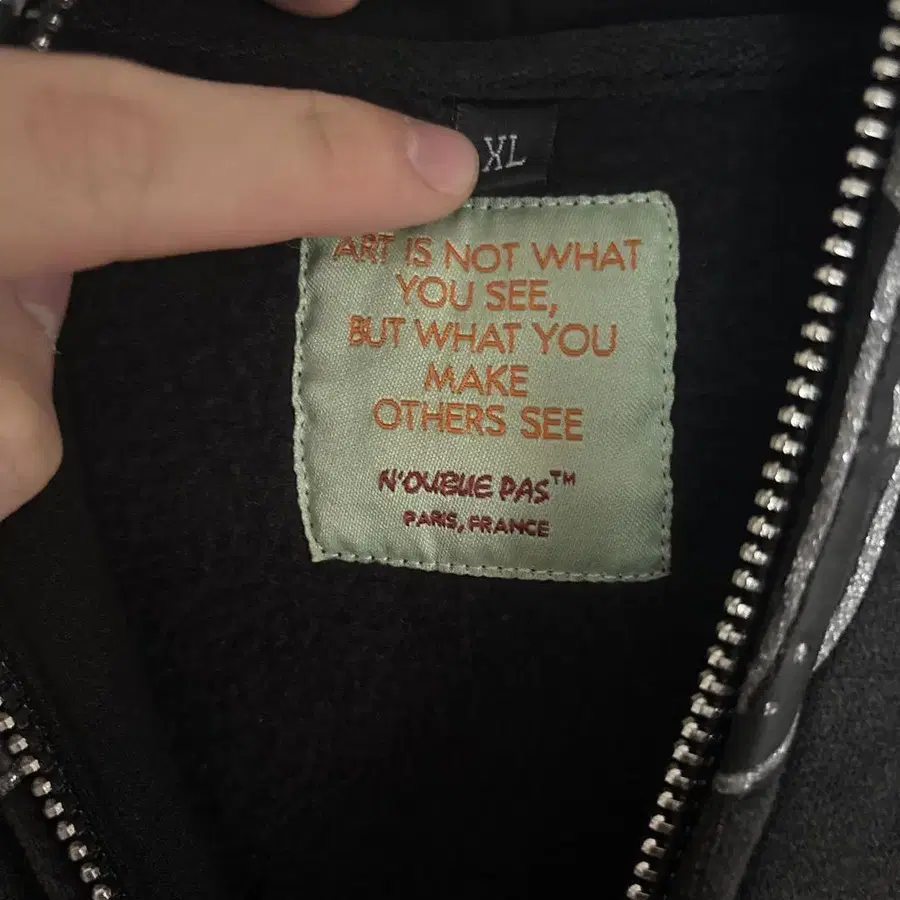 XL
ART IS NOT WHAT
YOU SEE,
BUT WHAT YOU
MAKE
OTHERS SEE
N'OUBLIE PAS™
PARIS, FRANCE